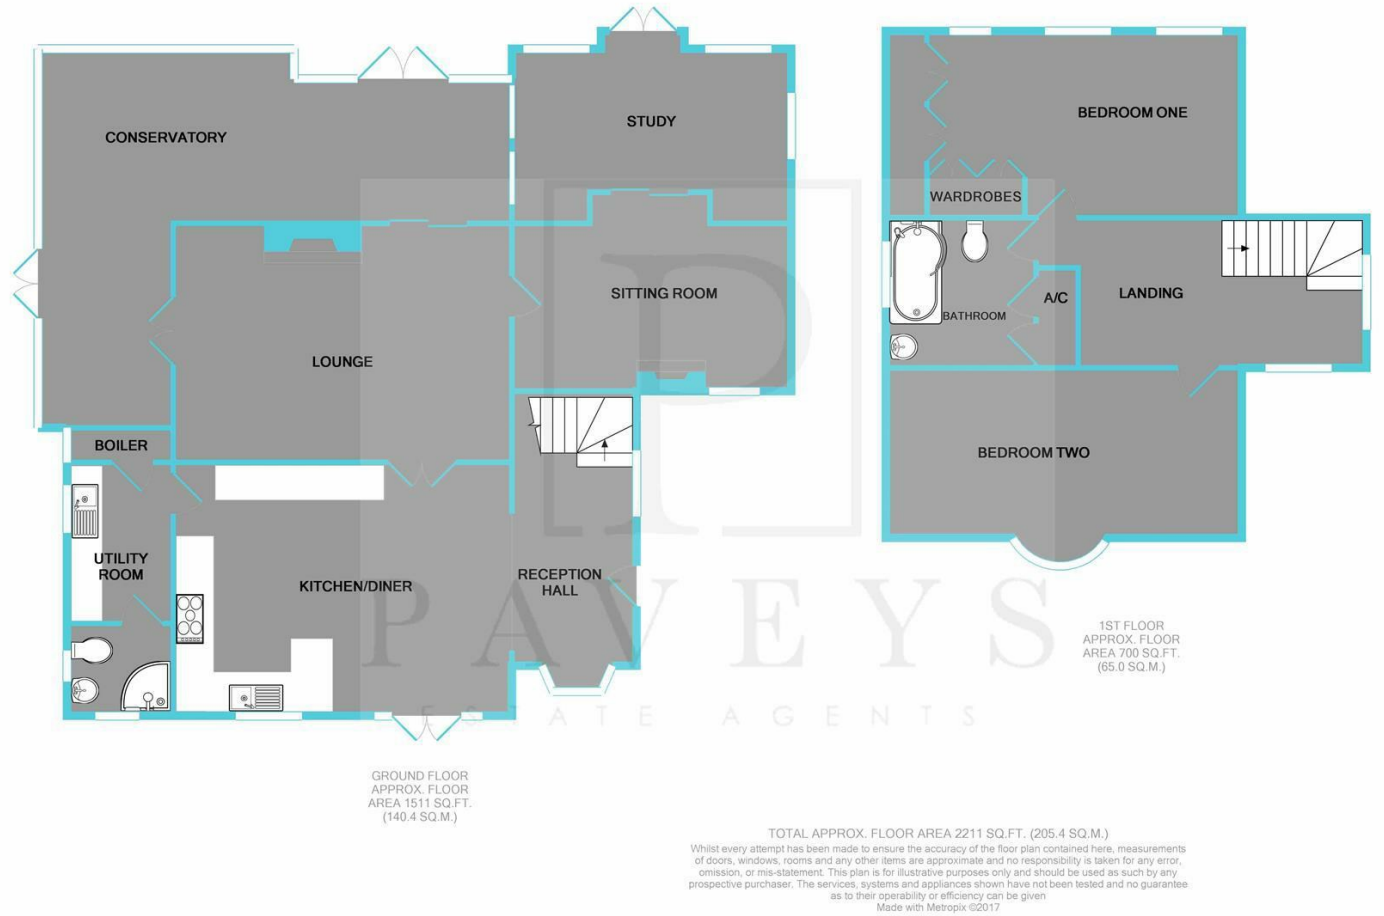 CONSERVATORY
STUDY
SITTING ROOM
LOUNGE
BOILER
UTILITY
ROOM
KITCHEN/DINER
RECEPTION
HALL
BEDROOM ONE
WARDROBES
BATHROOM
A/C
LANDING
BEDROOM TWO
P
PAVEYS
ESTATE AGENTS
GROUND FLOOR
APPROX. FLOOR
AREA 1511 SQ.FT.
(140.4 SQ.M.)
1ST FLOOR
APPROX. FLOOR
AREA 700 SQ.FT.
(65.0 SQ.M.)
TOTAL APPROX. FLOOR AREA 2211 SQ.FT. (205.4 SQ.M.)
Whilst every attempt has been made to ensure the accuracy of the floor plan contained here, measurements
of doors, windows, rooms and any other items are approximate and no responsibility is taken for any error,
omission, or mis-statement. This plan is for illustrative purposes only and should be used as such by any
prospective purchaser. The services, systems and appliances shown have not been tested and no guarantee
as to their operability or efficiency can be given
Made with Metropix ©2017